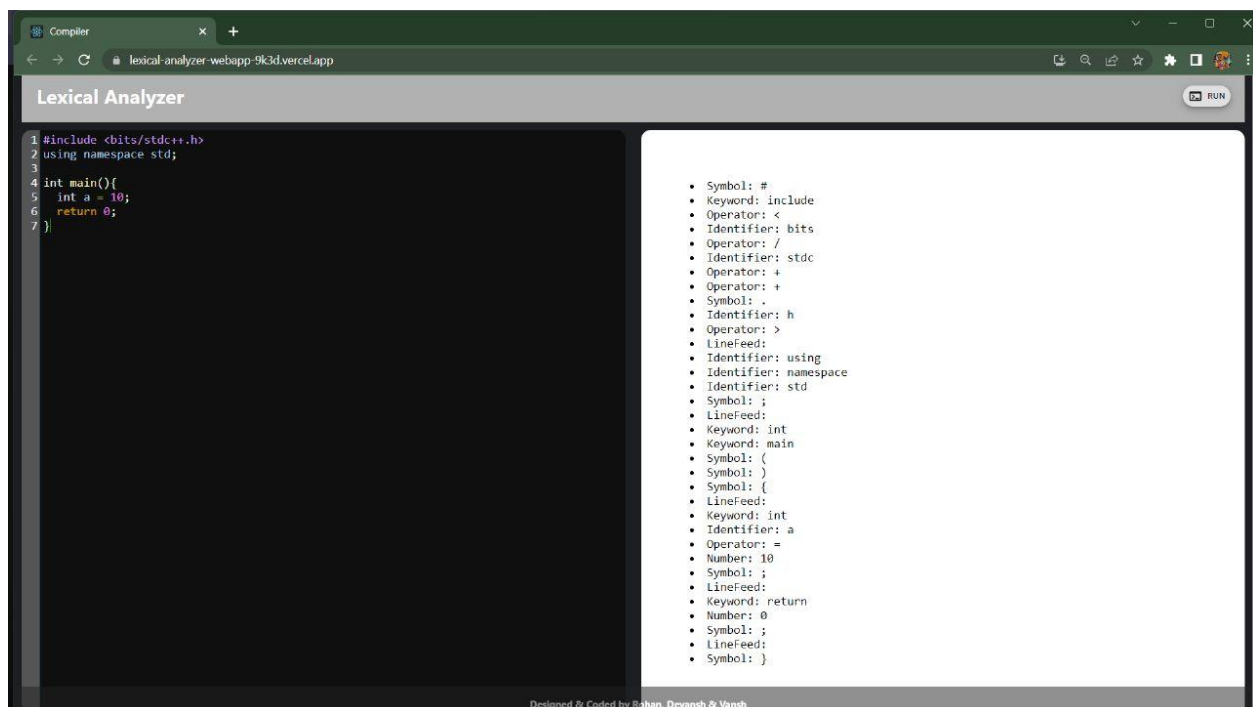 Compiler
lexical-analyzer-webapp-9k3d.vercel.app
Lexical Analyzer
RUN
1 #include <bits/stdc++.h>
2 using namespace std;
3
4 int main(){
5   int a = 10;
6   return 0;
7 }
• Symbol: #
• Keyword: include
• Operator: <
• Identifier: bits
• Operator: /
• Identifier: stdc
• Operator: +
• Operator: +
• Symbol: .
• Identifier: h
• Operator: >
• LineFeed:
• Identifier: using
• Identifier: namespace
• Identifier: std
• Symbol: ;
• LineFeed:
• Keyword: int
• Keyword: main
• Symbol: (
• Symbol: )
• Symbol: {
• LineFeed:
• Keyword: int
• Identifier: a
• Operator: =
• Number: 10
• Symbol: ;
• LineFeed:
• Keyword: return
• Number: 0
• Symbol: ;
• LineFeed:
• Symbol: }
Designed & Coded by Rohan, Devansh & Vansh